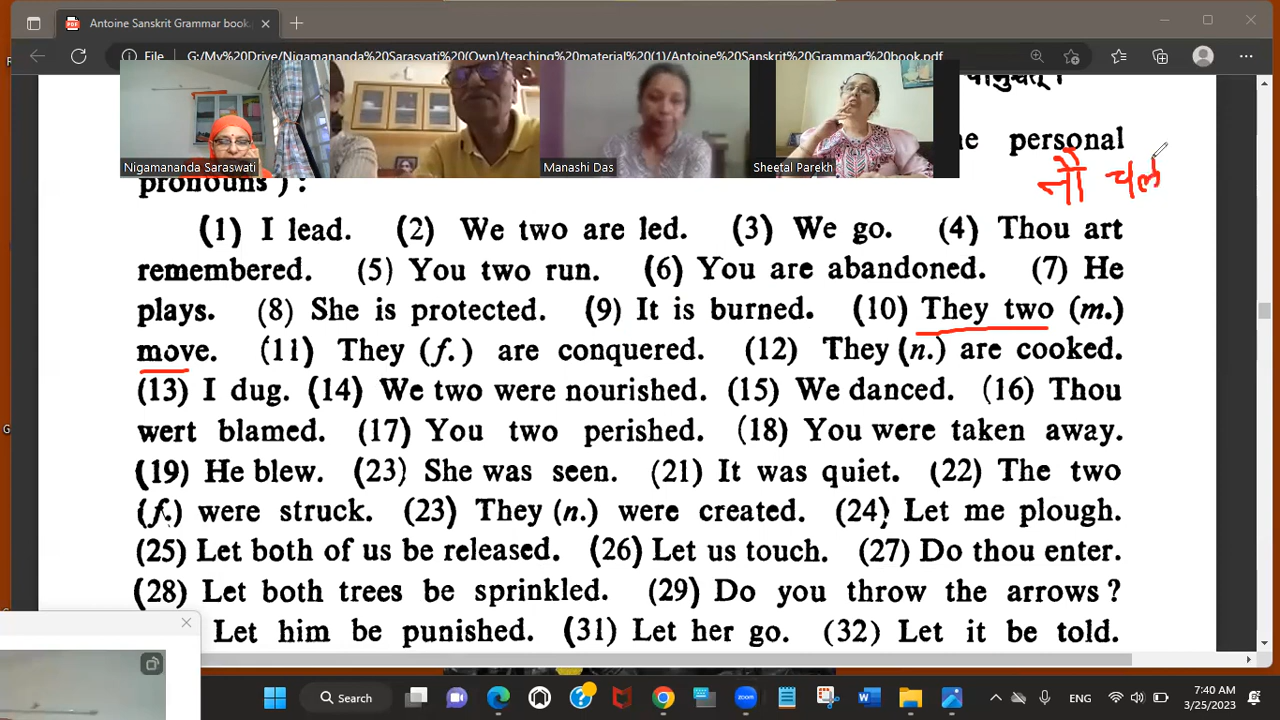 Antoine Sanskrit Grammar book.
File
G:/My%20Drive/Nigamananda%20Sarasvati%20(Own)/teaching%20material%20(1)/Antoine%20Sanskrit%20Grammar%20book.pdf
Nigamananda Saraswati
Manashi Das
Sheetal Parekh
personal
pronouns ) :
तौ चल
(1) I lead. (2) We two are led. (3) We go. (4) Thou art
remembered. (5) You two run. (6) You are abandoned. (7) He
plays. (8) She is protected. (9) It is burned. (10) They two (m.)
move. (11) They (f.) are conquered. (12) They (n.) are cooked.
(13) I dug. (14) We two were nourished. (15) We danced. (16) Thou
wert blamed. (17) You two perished. (18) You were taken away.
(19) He blew. (23) She was seen. (21) It was quiet. (22) The two
(f.) were struck. (23) They (n.) were created. (24) Let me plough.
(25) Let both of us be released. (26) Let us touch. (27) Do thou enter.
(28) Let both trees be sprinkled. (29) Do you throw the arrows ?
Let him be punished. (31) Let her go. (32) Let it be told.
Search
ENG
7:40 AM
3/25/2023